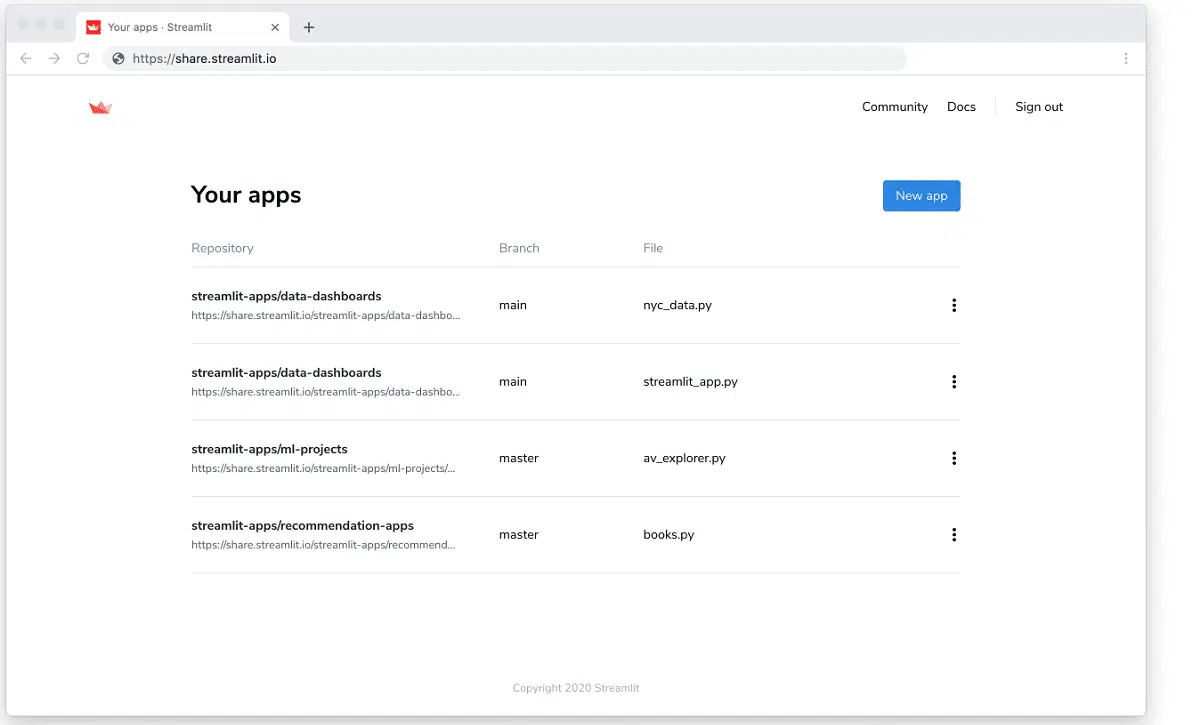 Your apps · Streamlit
https://share.streamlit.io
Community Docs Sign out
Your apps
New app
Repository Branch File
streamlit-apps/data-dashboards
https://share.streamlit.io/streamlit-apps/data-dashbo...
main nyc_data.py
streamlit-apps/data-dashboards
https://share.streamlit.io/streamlit-apps/data-dashbo...
main streamlit_app.py
streamlit-apps/ml-projects
https://share.streamlit.io/streamlit-apps/ml-projects/...
master av_explorer.py
streamlit-apps/recommendation-apps
https://share.streamlit.io/streamlit-apps/recommend...
master books.py
Copyright 2020 Streamlit